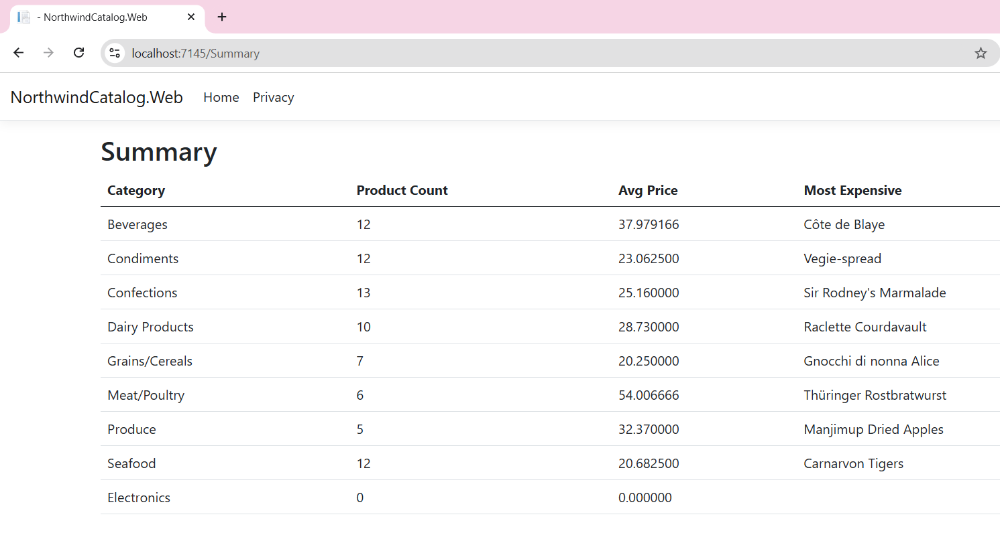 - NorthwindCatalog.Web
localhost:7145/Summary
NorthwindCatalog.Web Home Privacy
Summary
Category Product Count Avg Price Most Expensive
Beverages 12 37.979166 Côte de Blaye
Condiments 12 23.062500 Vegie-spread
Confections 13 25.160000 Sir Rodney's Marmalade
Dairy Products 10 28.730000 Raclette Courdavault
Grains/Cereals 7 20.250000 Gnocchi di nonna Alice
Meat/Poultry 6 54.006666 Thüringer Rostbratwurst
Produce 5 32.370000 Manjimup Dried Apples
Seafood 12 20.682500 Carnarvon Tigers
Electronics 0 0.000000